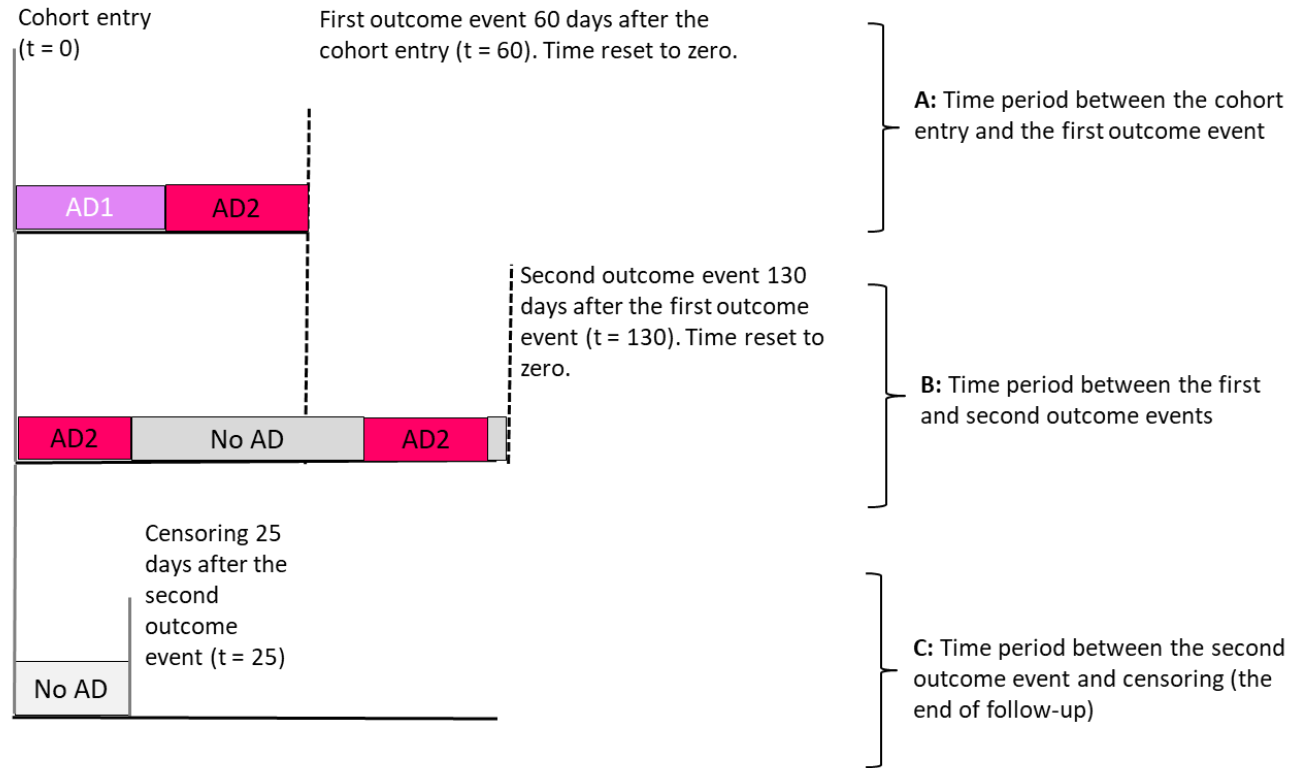 Cohort entry
(t = 0)
First outcome event 60 days after the
cohort entry (t = 60). Time reset to zero.
A: Time period between the cohort
entry and the first outcome event
AD1
AD2
Second outcome event 130
days after the first outcome
event (t = 130). Time reset to
zero.
B: Time period between the first
and second outcome events
AD2
No AD
AD2
Censoring 25
days after the
second
outcome
event (t = 25)
C: Time period between the second
outcome event and censoring (the
end of follow-up)
No AD